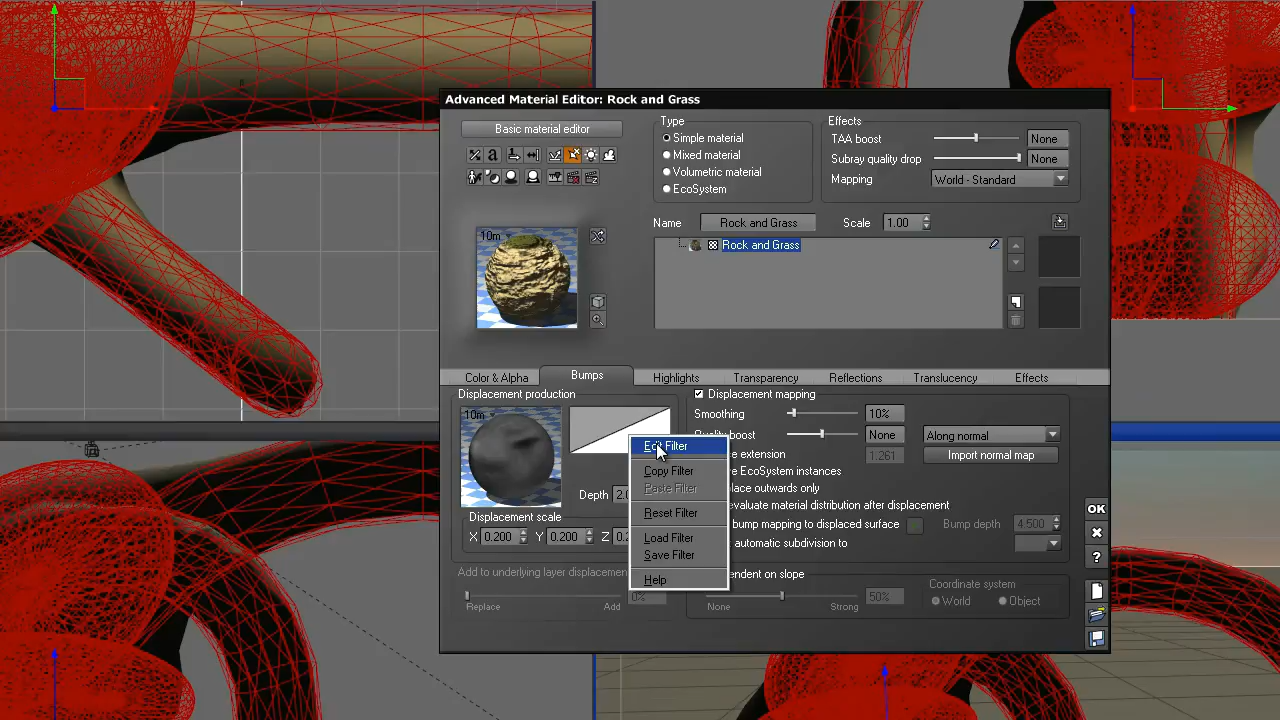 Advanced Material Editor: Rock and Grass
Basic material editor
Type
Simple material
Mixed material
Volumetric material
EcoSystem
Effects
TAA boost
None
Subray quality drop
None
Mapping
World - Standard
Name
Rock and Grass
Scale
1.00
10m
Rock and Grass
Color & Alpha
Bumps
Highlights
Transparency
Reflections
Translucency
Effects
Displacement production
10m
Depth
Displacement scale
X 0.200 Y 0.200 Z
Add to underlying layer displacemen
Replace
Add
0%
Edit Filter
Copy Filter
Paste Filter
Reset Filter
Load Filter
Save Filter
Help
Displacement mapping
Smoothing
10%
boost
None
Along normal
extension
1.261
Import normal map
EcoSystem instances
outwards only
material distribution after displacement
bump mapping to displaced surface
Bump depth
4.500
automatic subdivision to
on slope
None
Strong
50%
Coordinate system
World
Object
OK